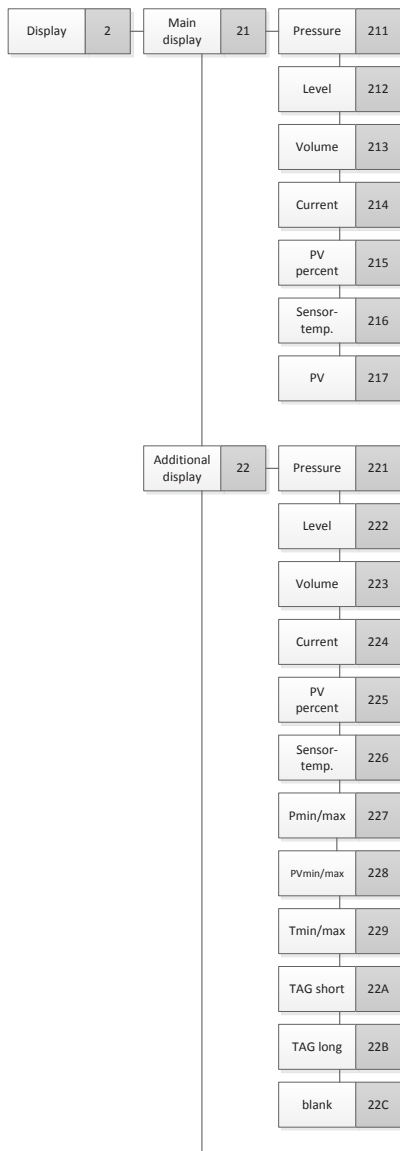 Display 2
Main
display
21
Pressure 211
Level 212
Volume 213
Current 214
PV
percent
215
Sensor-
temp.
216
PV 217
Additional
display
22
Pressure 221
Level 222
Volume 223
Current 224
PV
percent
225
Sensor-
temp.
226
Pmin/max 227
PVmin/max 228
Tmin/max 229
TAG short 22A
TAG long 22B
blank 22C